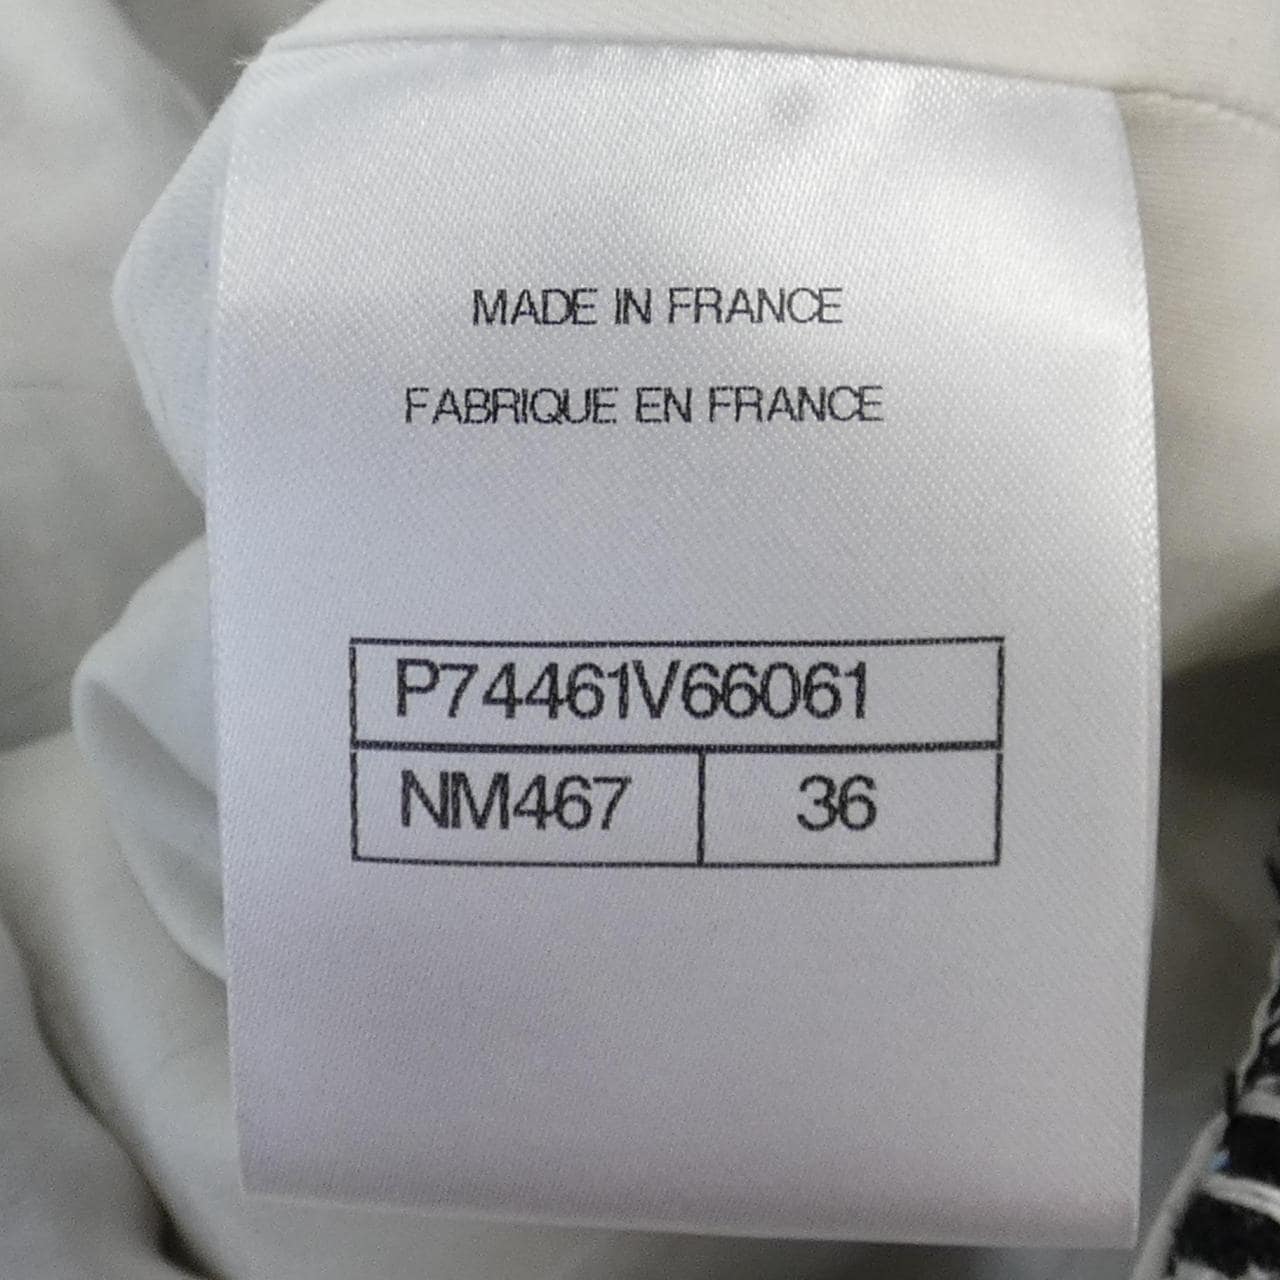 MADE IN FRANCE
FABRIQUE EN FRANCE
P74461V66061
NM467 36